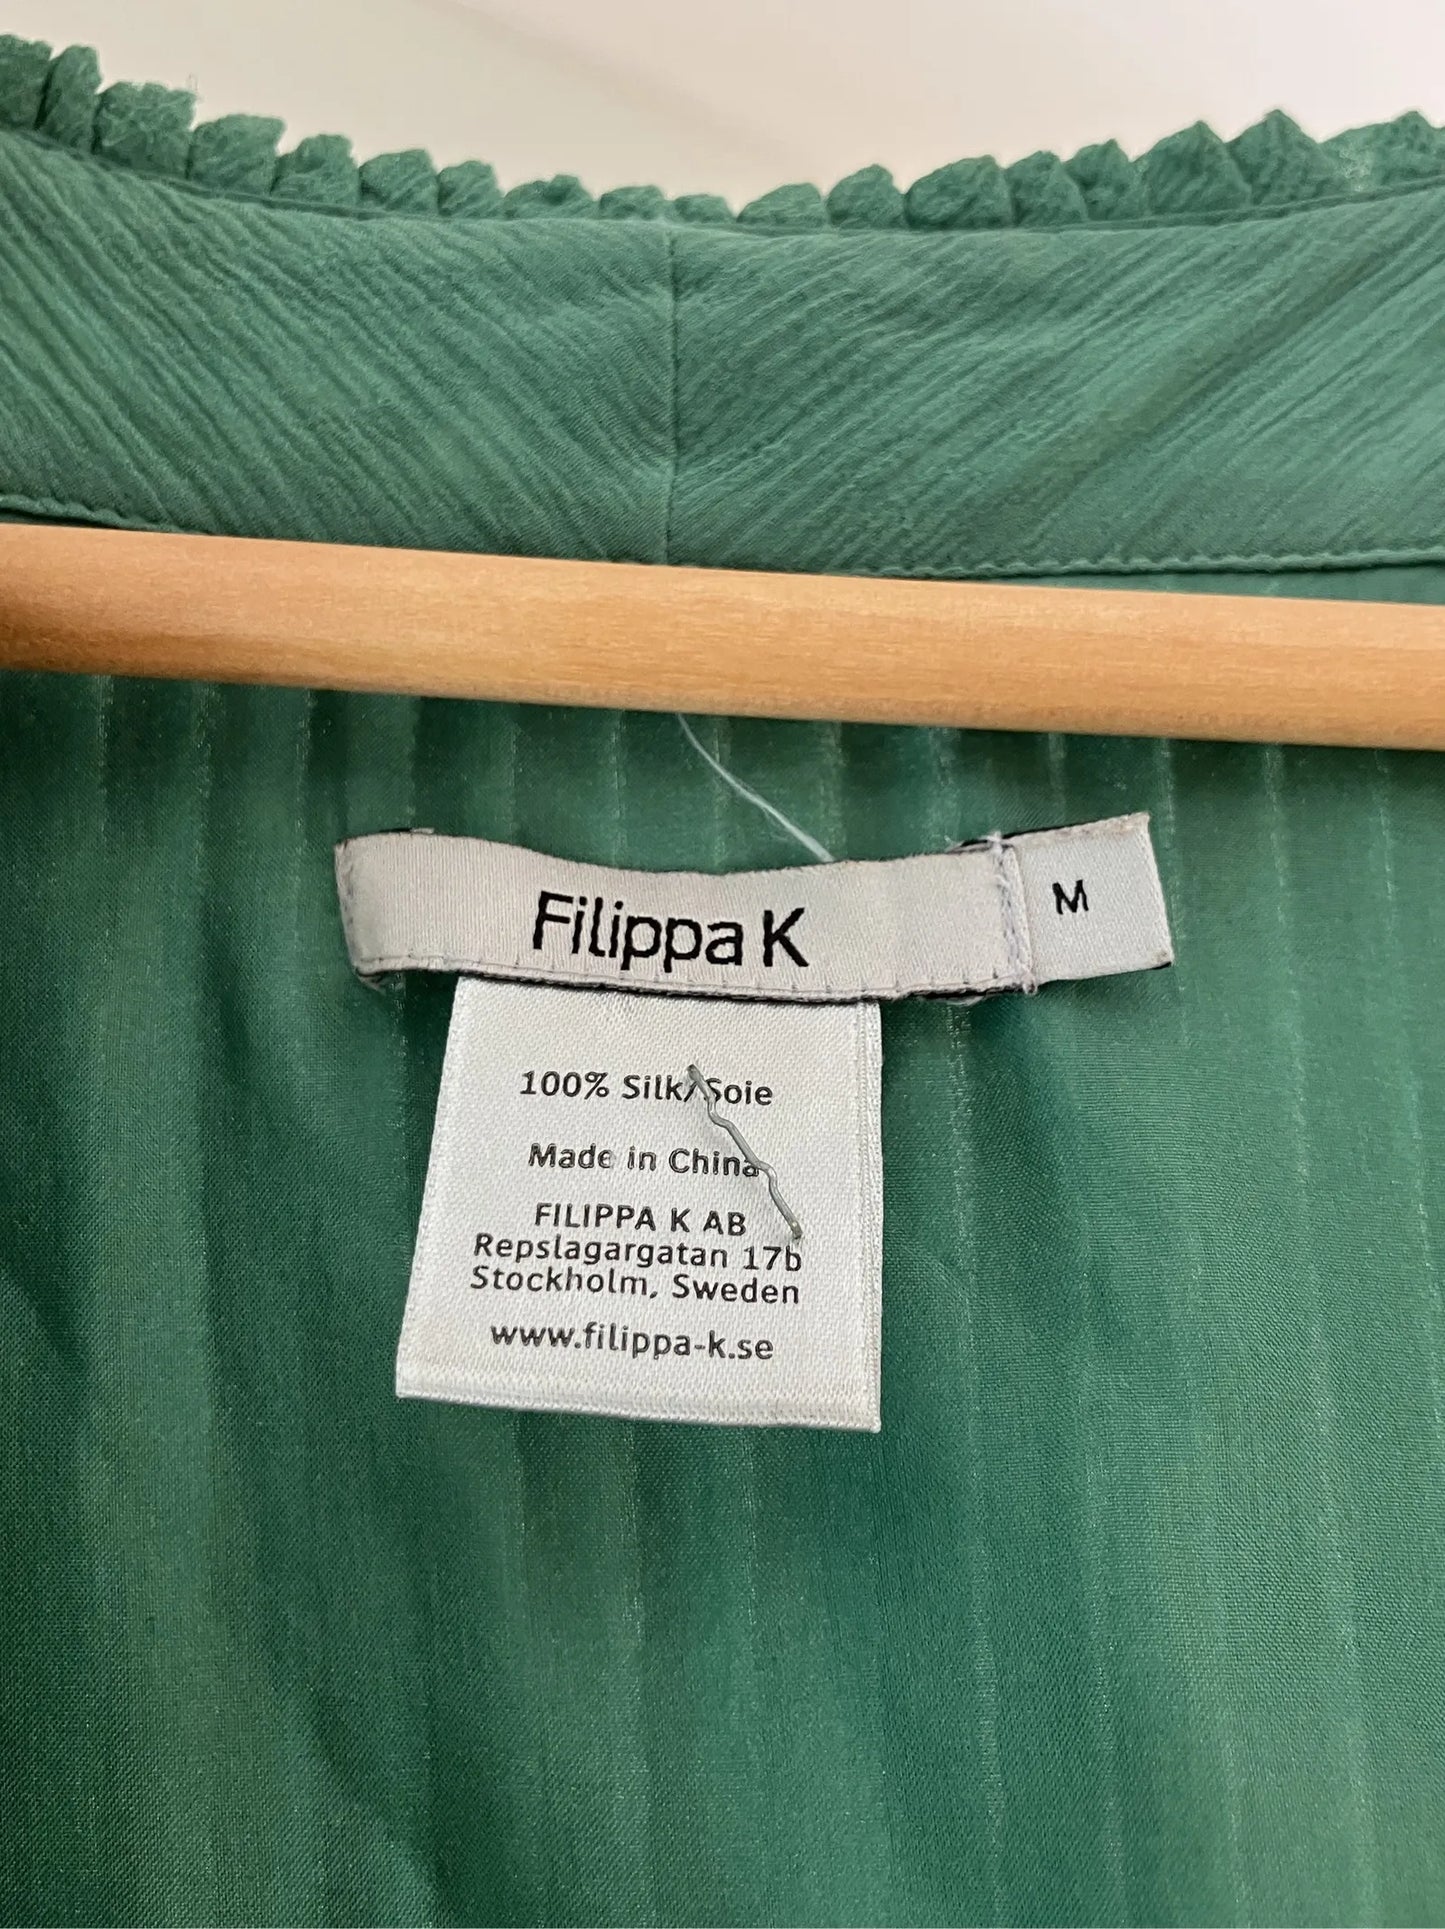 Filippa K
M
100% Silk/Soie
Made in China
FILIPPA K AB
Repslagargatan 17b
Stockholm, Sweden
www.filippa-k.se